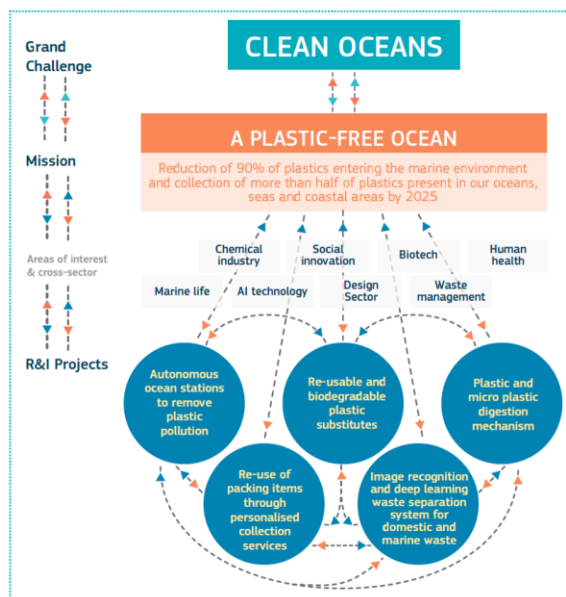 Grand
Challenge
CLEAN OCEANS
A PLASTIC-FREE OCEAN
Mission
Reduction of 90% of plastics entering the marine environment
and collection of more than half of plastics present in our oceans,
seas and coastal areas by 2025
Areas of interest
& cross-sector
Chemical
industry
Social
innovation
Biotech
Human
health
Marine life
AI technology
Design
Sector
Waste
management
R&I Projects
Autonomous
ocean stations
to remove
plastic
pollution
Re-usable and
biodegradable
plastic
substitutes
Plastic and
micro plastic
digestion
mechanism
Re-use of
packing items
through
personalised
collection
services
Image recognition
and deep learning
waste separation
system for
domestic and
marine waste